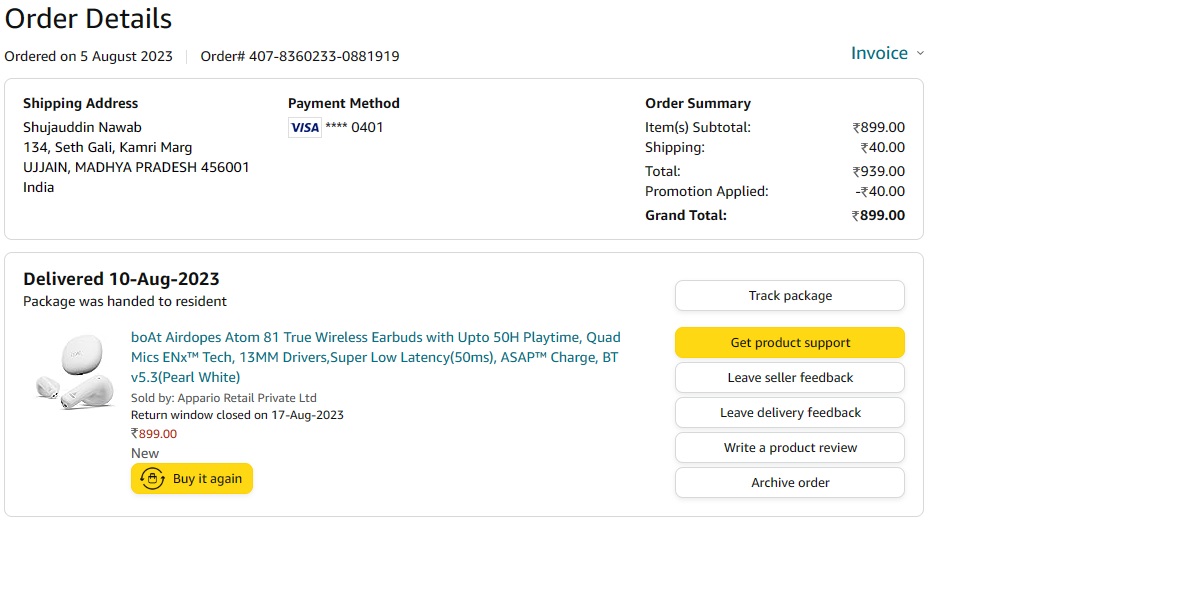 Order Details
Ordered on 5 August 2023 Order# 407-8360233-0881919
Invoice
Shipping Address
Shujauddin Nawab
134, Seth Gali, Kamri Marg
UJJAIN, MADHYA PRADESH 456001
India
Payment Method
VISA **** 0401
Order Summary
Item(s) Subtotal: ₹899.00
Shipping: ₹40.00
Total: ₹939.00
Promotion Applied: -₹40.00
Grand Total: ₹899.00
Delivered 10-Aug-2023
Package was handed to resident
boAt Airdopes Atom 81 True Wireless Earbuds with Upto 50H Playtime, Quad
Mics ENx™ Tech, 13MM Drivers,Super Low Latency(50ms), ASAP™ Charge, BT
v5.3(Pearl White)
Sold by: Appario Retail Private Ltd
Return window closed on 17-Aug-2023
₹899.00
New
Buy it again
Track package
Get product support
Leave seller feedback
Leave delivery feedback
Write a product review
Archive order